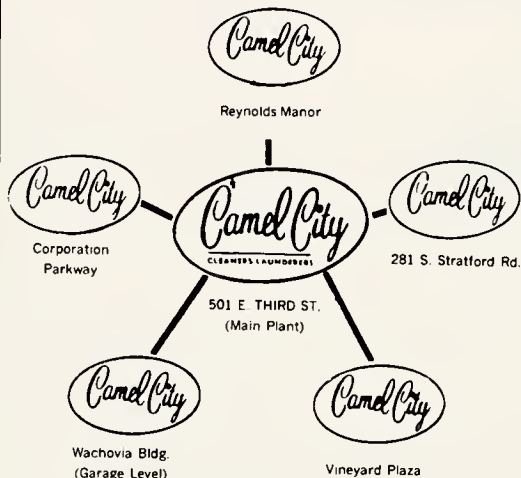 Camel City
Reynolds Manor
Camel City
Corporation
Parkway
Camel City
CLEANERS LAUNDERERS
501 E. THIRD ST.
(Main Plant)
Camel City
281 S. Stratford Rd.
Camel City
Wachovia Bldg.
(Garage Level)
Camel City
Vineyard Plaza